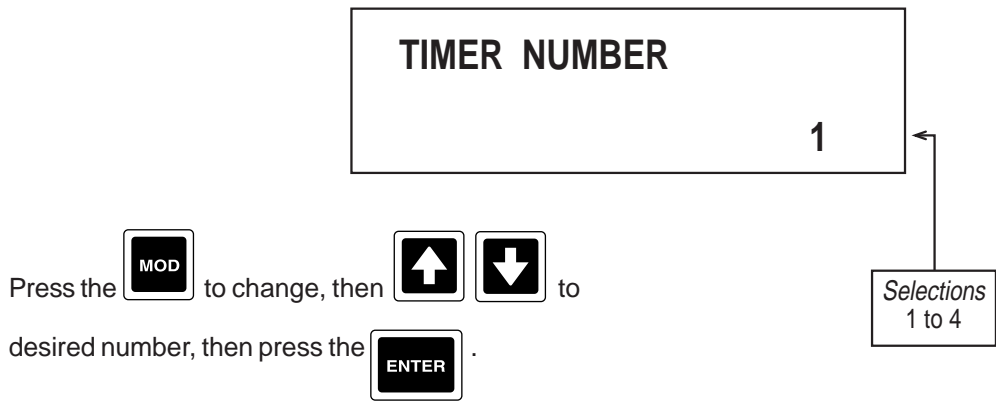 TIMER NUMBER
1
Press the MOD to change, then to
desired number, then press the ENTER .
Selections
1 to 4